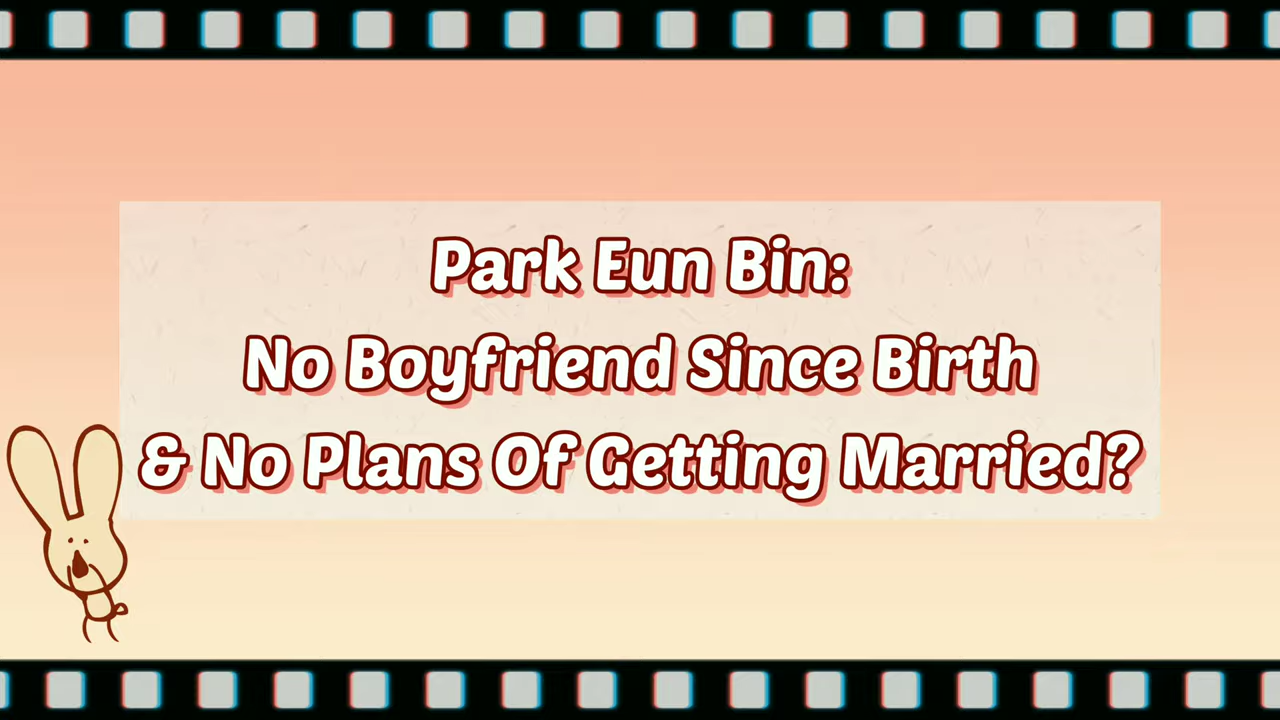 Park Eun Bin:
No Boyfriend Since Birth
& No Plans Of Getting Married?